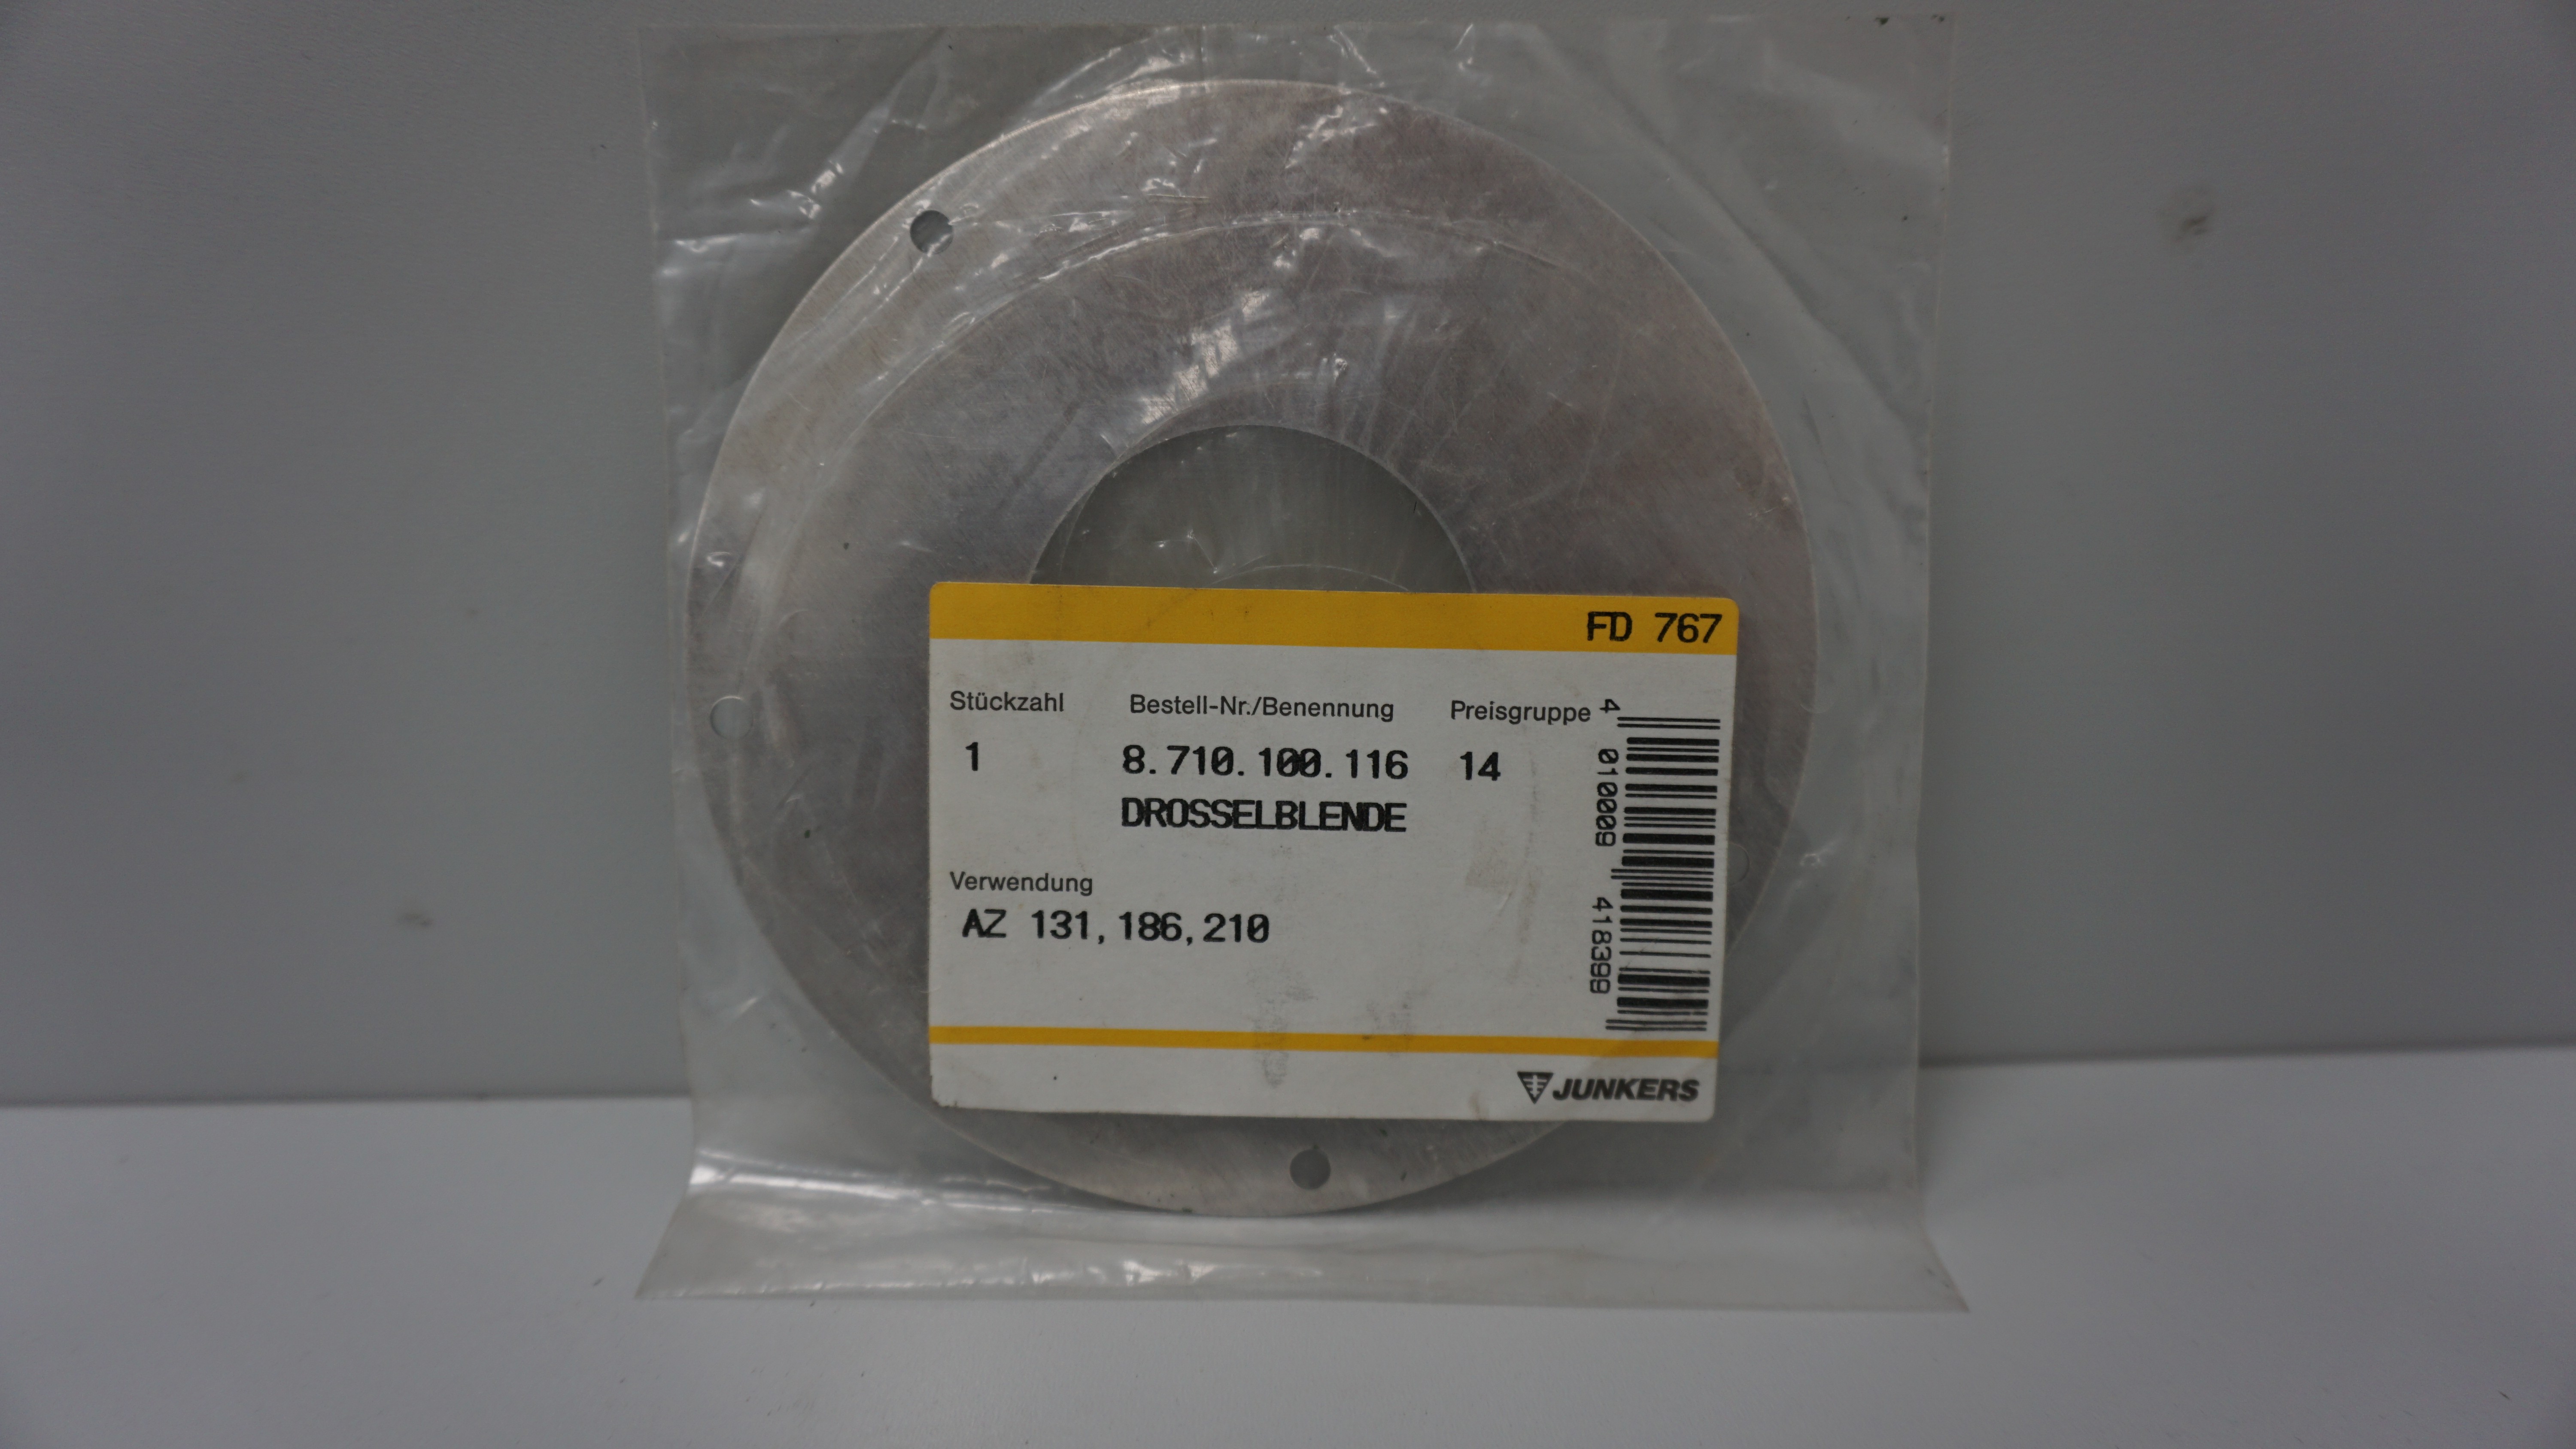 FD 767
Stückzahl Bestell-Nr./Benennung Preisgruppe
1 8.710.100.116 14
DROSSELBLENDE
Verwendung
AZ 131,186,210
4 010009 418399
JUNKERS